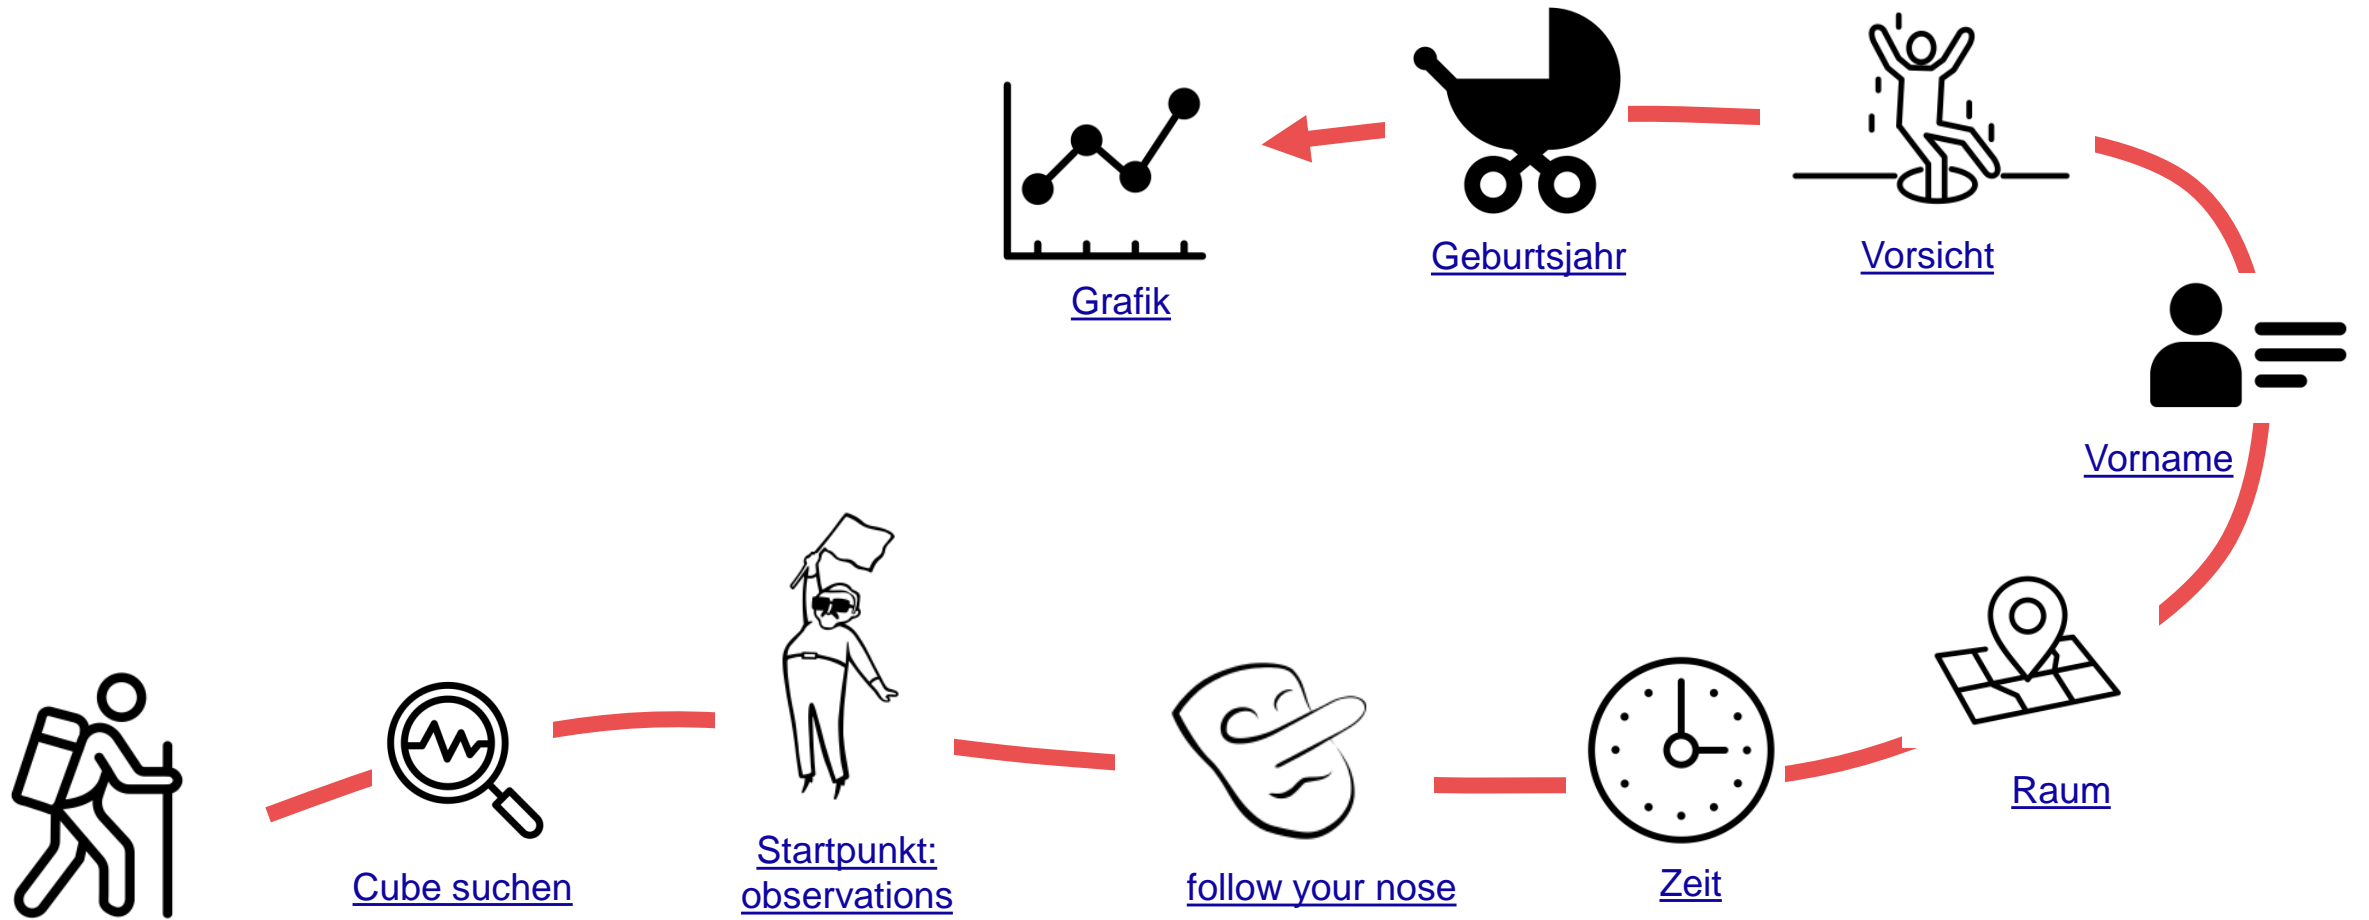 Geburtsjahr
Vorsicht
Grafik
Vorname
Raum
Startpunkt:
observations
Cube suchen
follow your nose
Zeit